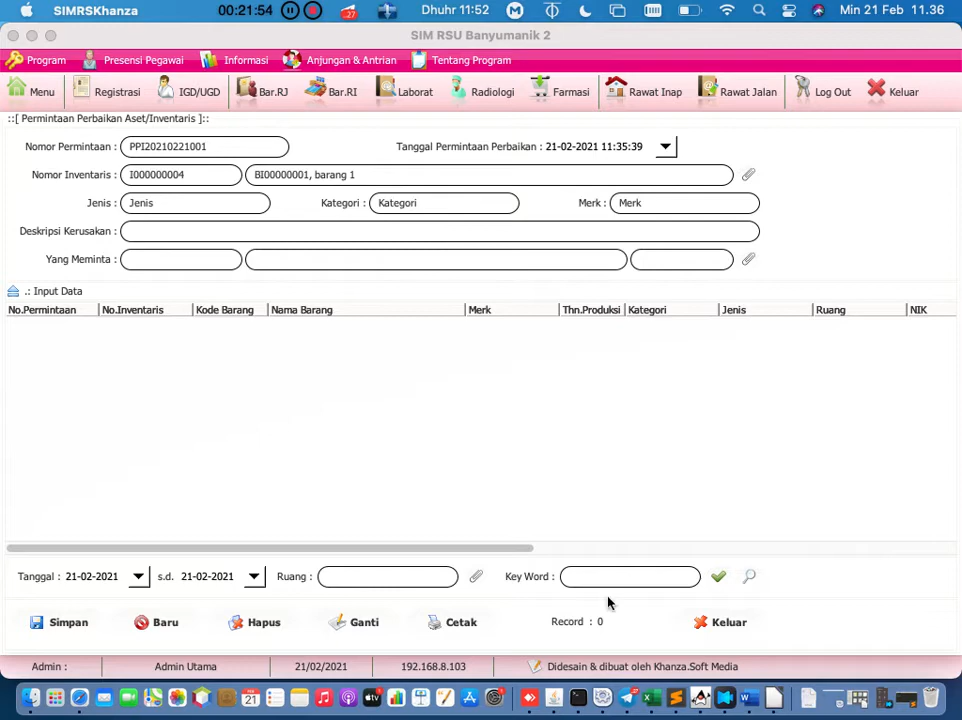 SIMRSKhanza 00:21:54 27 Dhuhr 11:52 Min 21 Feb 11.36
SIM RSU Banyumanik 2
Program Presensi Pegawai Informasi Anjungan & Antrian Tentang Program
Menu Registrasi IGD/UGD Bar.RJ Bar.RI Laborat Radiologi Farmasi Rawat Inap Rawat Jalan Log Out Keluar
::[ Permintaan Perbaikan Aset/Inventaris ]::
Nomor Permintaan : PPI20210221001 Tanggal Permintaan Perbaikan : 21-02-2021 11:35:39
Nomor Inventaris : I000000004 BI00000001, barang 1
Jenis : Jenis Kategori : Kategori Merk : Merk
Deskripsi Kerusakan :
Yang Meminta :
.: Input Data
No.Permintaan No.Inventaris Kode Barang Nama Barang Merk Thn.Produksi Kategori Jenis Ruang NIK
Tanggal : 21-02-2021 s.d. 21-02-2021 Ruang : Key Word :
Simpan Baru Hapus Ganti Cetak Record : 0 Keluar
Admin : Admin Utama 21/02/2021 192.168.8.103 Didesain & dibuat oleh Khanza.Soft Media